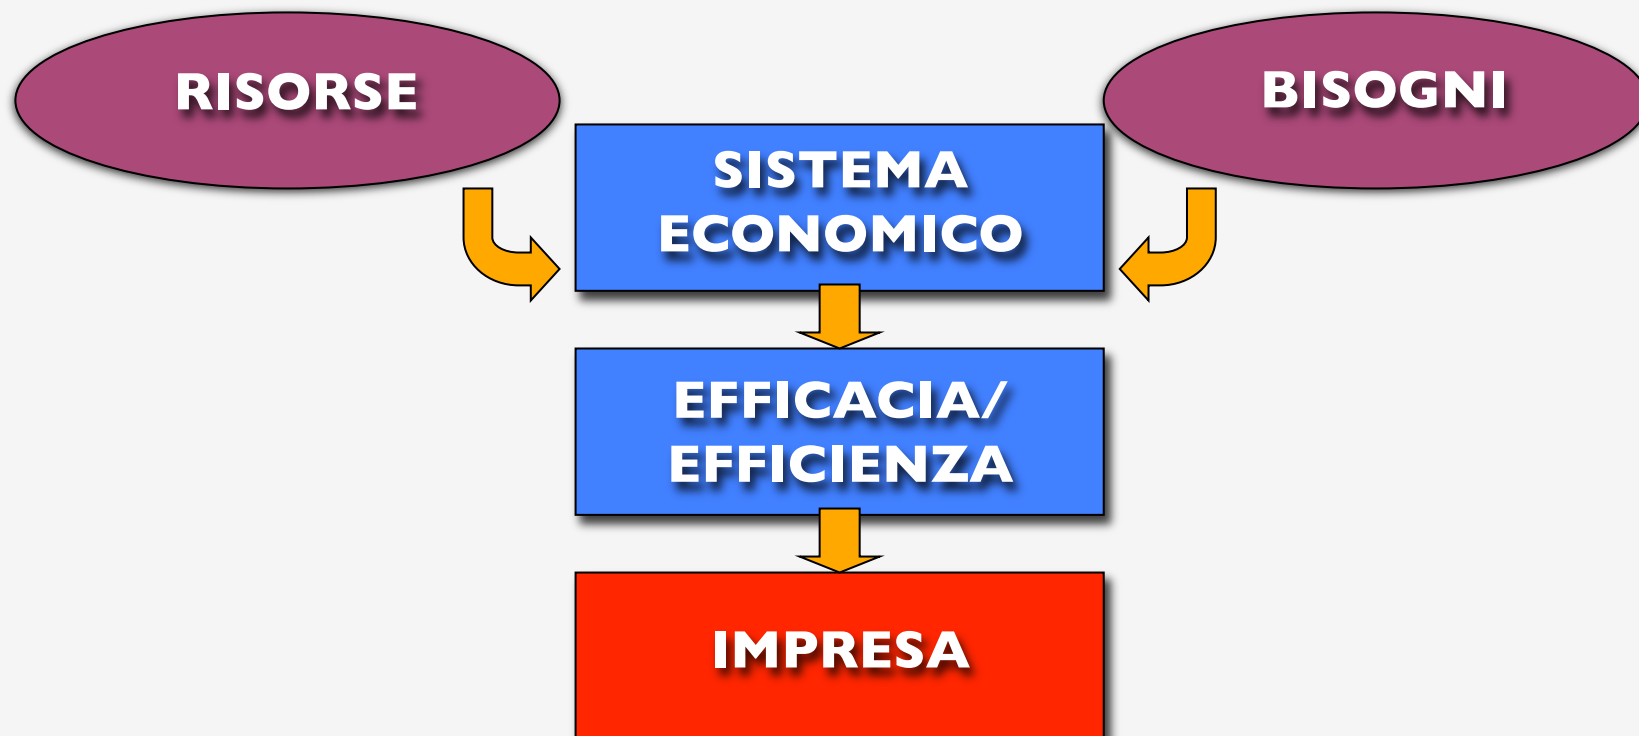 RISORSE
BISOGNI
SISTEMA
ECONOMICO
EFFICACIA/
EFFICIENZA
IMPRESA